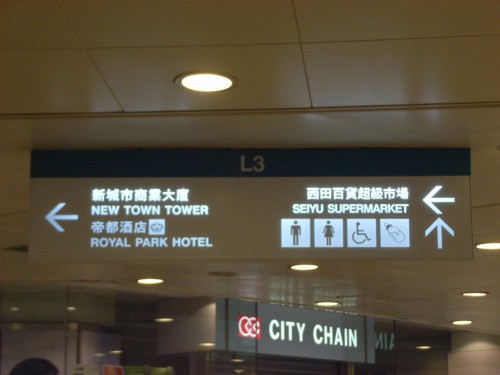 L3
新城市商業大廈
NEW TOWN TOWER
帝都酒店
ROYAL PARK HOTEL
西田百貨超級市場
SEIYU SUPERMARKET
CITY CHAIN